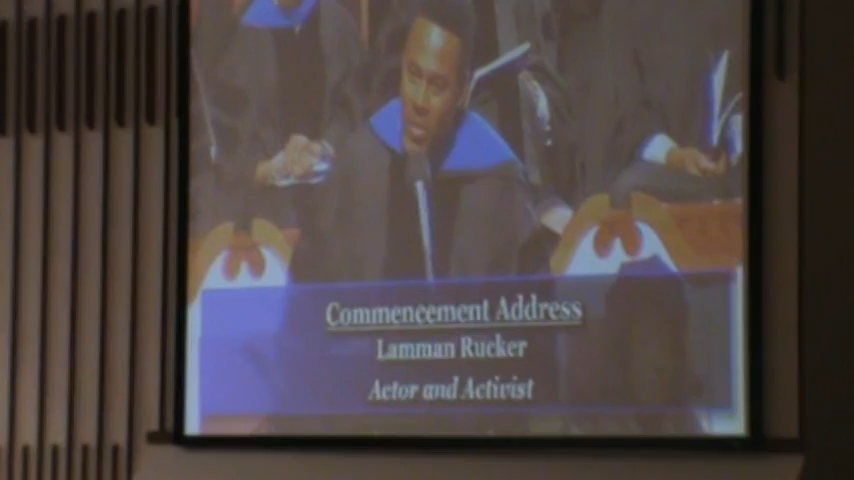 Commencement Address
Lamman Rucker
Actor and Activist